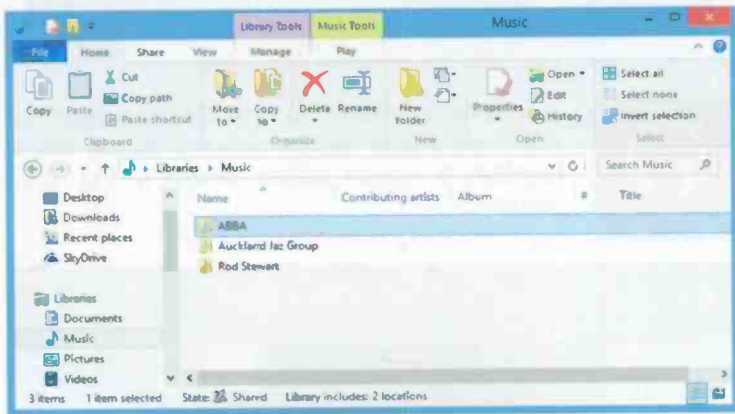 Library Tools Music Tools Music
File Home Share View Manage Play
Copy
Paste
Cut
Copy path
Paste shortcut
Move to
Copy to
Delete
Rename
New folder
Properties
Open
Edit
History
Select all
Select none
Invert selection
Clipboard Organize New Open Select
Libraries Music Search Music
Name Contributing artists Album # Title
Desktop
Downloads
Recent places
SkyDrive
Libraries
Documents
Music
Pictures
Videos
ABBA
Auckland Jaz Group
Rod Stewart
3 items 1 item selected State: Shared Library includes: 2 locations